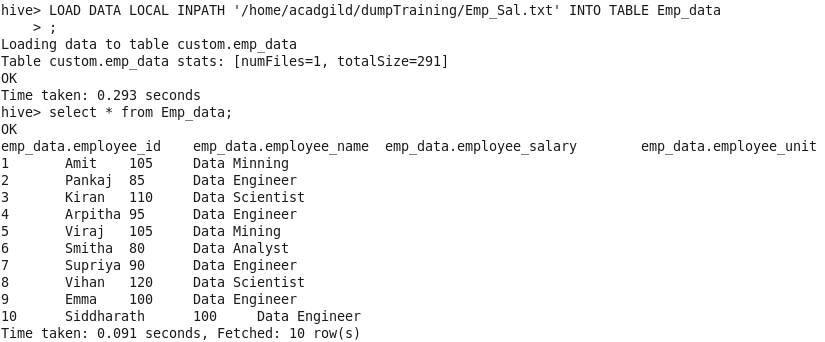 hive> LOAD DATA LOCAL INPATH '/home/acadgild/dumpTraining/Emp_Sal.txt' INTO TABLE Emp_data
    > ;
Loading data to table custom.emp_data
Table custom.emp_data stats: [numFiles=1, totalSize=291]
OK
Time taken: 0.293 seconds
hive> select * from Emp_data;
OK
emp_data.employee_id    emp_data.employee_name  emp_data.employee_salary        emp_data.employee_unit
1       Amit    105     Data Minning
2       Pankaj  85      Data Engineer
3       Kiran   110     Data Scientist
4       Arpitha 95      Data Engineer
5       Viraj   105     Data Mining
6       Smitha  80      Data Analyst
7       Supriya 90      Data Engineer
8       Vihan   120     Data Scientist
9       Emma    100     Data Engineer
10      Siddharath      100     Data Engineer
Time taken: 0.091 seconds, Fetched: 10 row(s)